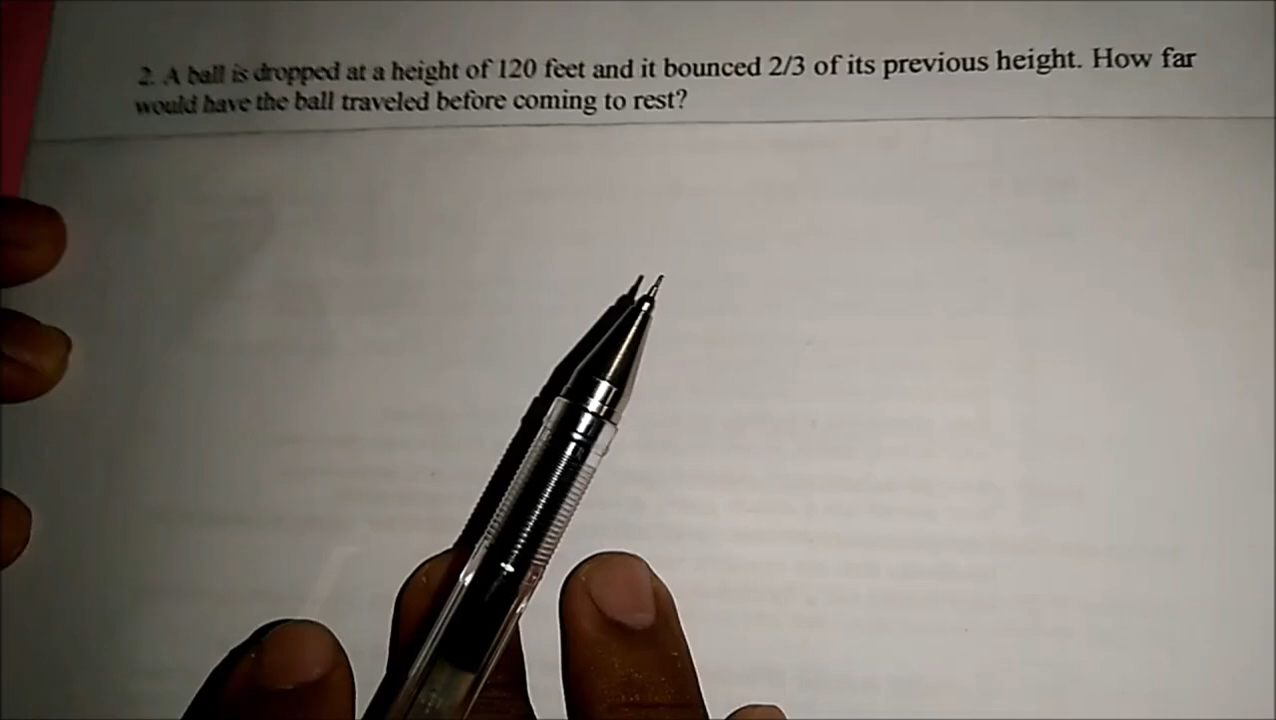 2. A ball is dropped at a height of 120 feet and it bounced 2/3 of its previous height. How far
would have the ball traveled before coming to rest?